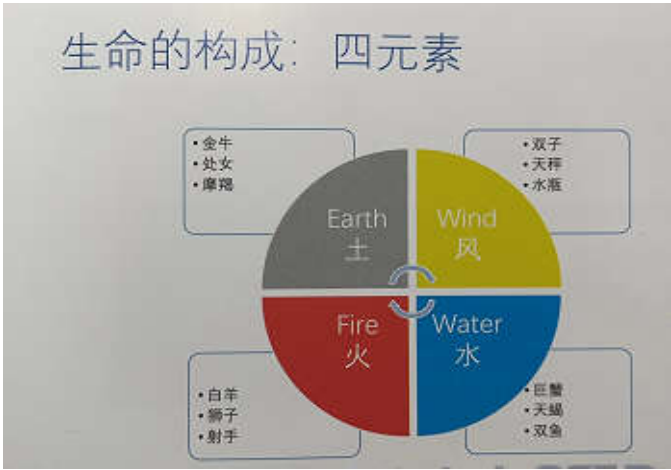 生命的构成：四元素
• 金牛
• 处女
• 摩羯
• 双子
• 天秤
• 水瓶
Earth
土
Wind
风
Fire
火
Water
水
• 白羊
• 狮子
• 射手
• 巨蟹
• 天蝎
• 双鱼